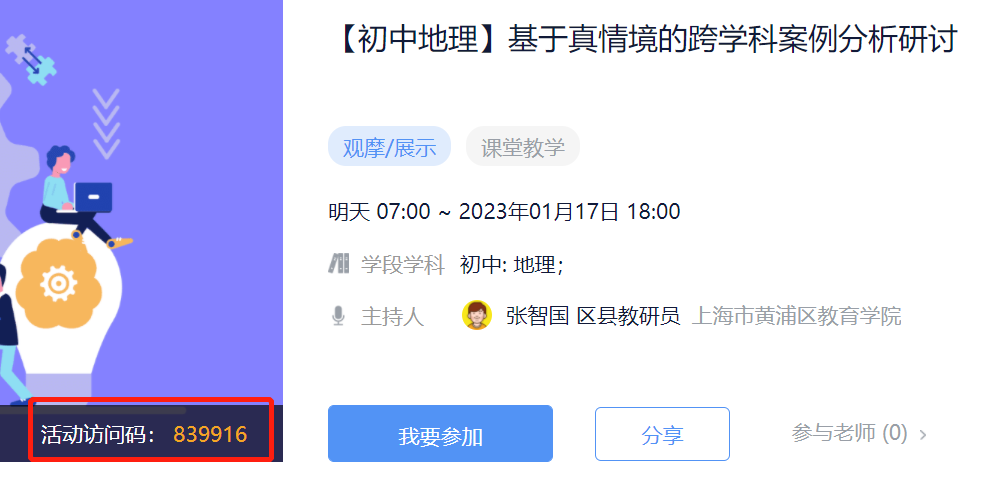 【初中地理】基于真情境的跨学科案例分析研讨
观摩/展示 课堂教学
明天 07:00 ~ 2023年01月17日 18:00
学段学科 初中: 地理;
主持人 张智国 区县教研员 上海市黄浦区教育学院
活动访问码： 839916
我要参加 分享 参与老师 (0) ›